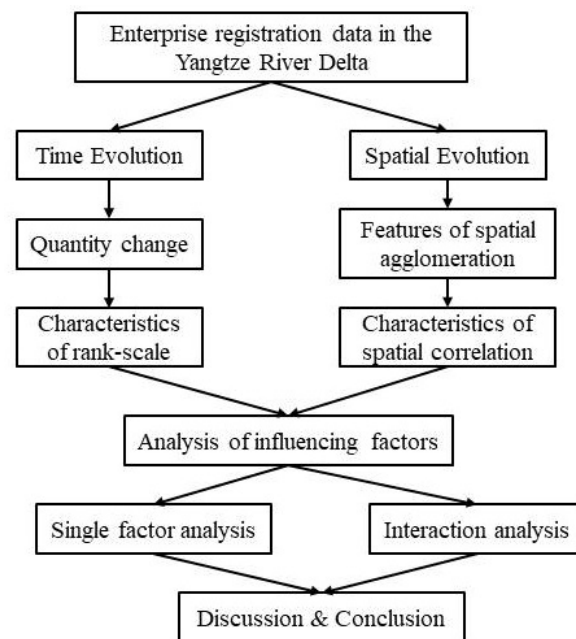 Enterprise registration data in the
Yangtze River Delta
Time Evolution
Spatial Evolution
Quantity change
Features of spatial
agglomeration
Characteristics
of rank-scale
Characteristics of
spatial correlation
Analysis of influencing factors
Single factor analysis
Interaction analysis
Discussion & Conclusion